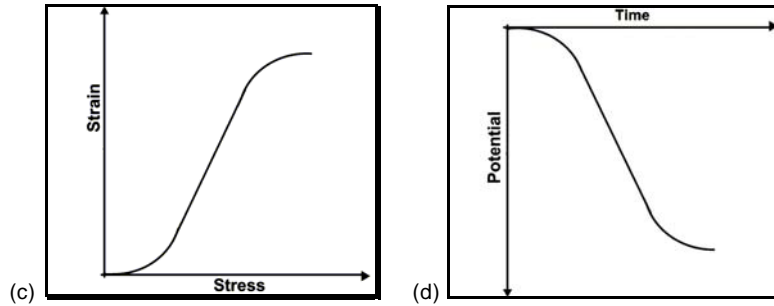 Strain
Stress
(c)
Time
Potential
(d)